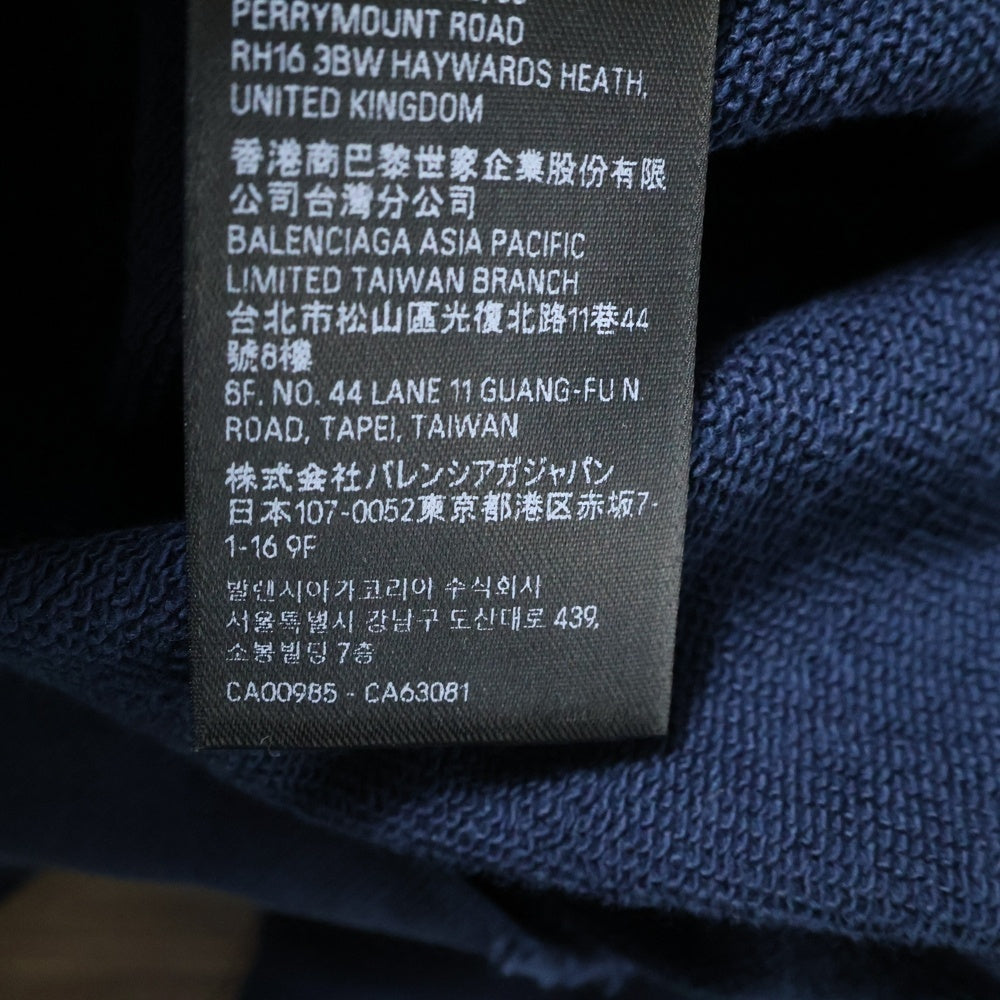 PERRYMOUNT ROAD
RH16 3BW HAYWARDS HEATH,
UNITED KINGDOM
香港商巴黎世家企業股份有限
公司台灣分公司
BALENCIAGA ASIA PACIFIC
LIMITED TAIWAN BRANCH
台北市松山區光復北路11巷44
號8樓
8F. NO. 44 LANE 11 GUANG-FU N
ROAD, TAPEI, TAIWAN
株式会社バレンシアガジャパン
日本107-0052東京都港区赤坂7-
1-16 9F
발렌시아가코리아 수식회사
서울특별시 강남구 도산대로 439,
소봉빌딩 7층
CA00985 - CA63081